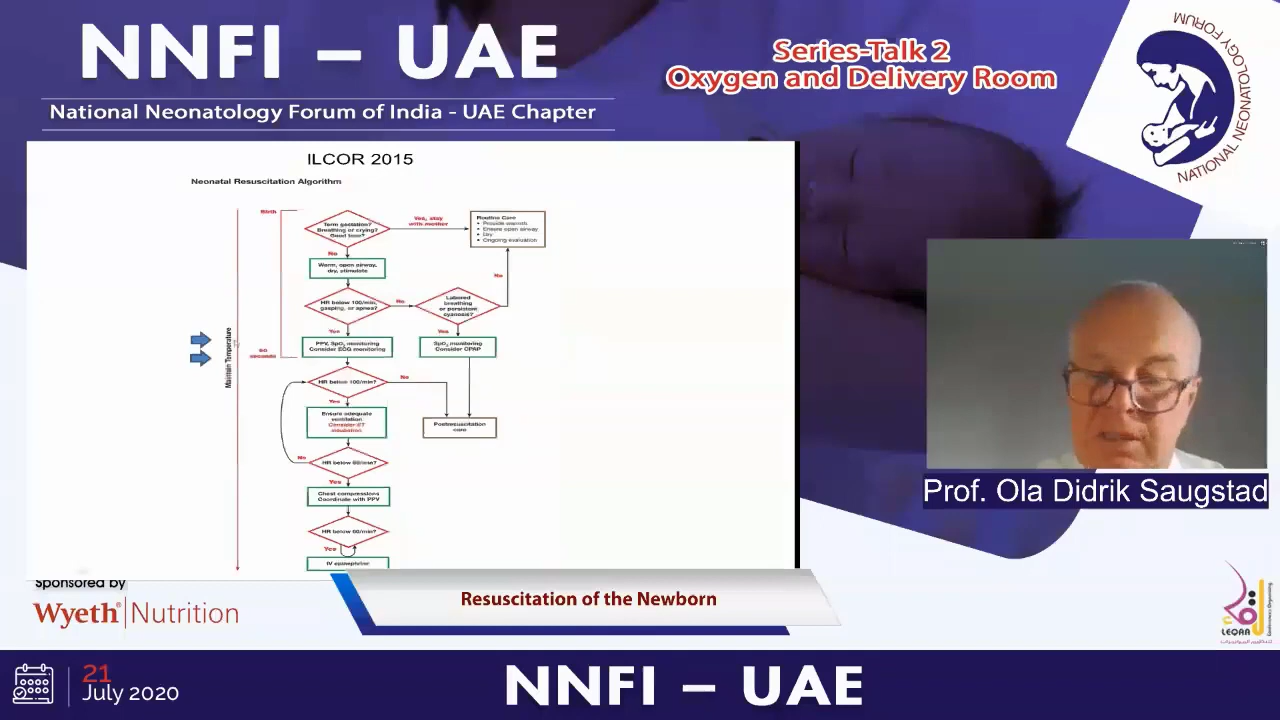 NNFI – UAE
National Neonatology Forum of India - UAE Chapter
Series-Talk 2
Oxygen and Delivery Room
NATIONAL NEONATOLOGY FORUM
ILCOR 2015
Neonatal Resuscitation Algorithm
Birth
Term gestation?
Breathing or crying?
Good tone?
Yes, stay
with mother
Routine Care
• Provide warmth
• Ensure open airway
• Dry
• Ongoing evaluation
No
Warm, open airway,
dry, stimulate
No
HR below 100/min,
gasping, or apnea?
No
Labored
breathing
or persistent
cyanosis?
Yes
Yes
60
seconds
PPV, SpO₂ monitoring
Consider ECG monitoring
SpO₂ monitoring
Consider CPAP
Maintain Temperature
HR below 100/min?
No
Yes
Ensure adequate
ventilation
Consider ET
intubation
Postresuscitation
care
No
HR below 60/min?
Yes
Chest compressions
Coordinate with PPV
HR below 60/min?
Yes
IV epinephrine
Prof. Ola Didrik Saugstad
Sponsored by
Wyeth® Nutrition
Resuscitation of the Newborn
LEQAA
21
July 2020
NNFI – UAE